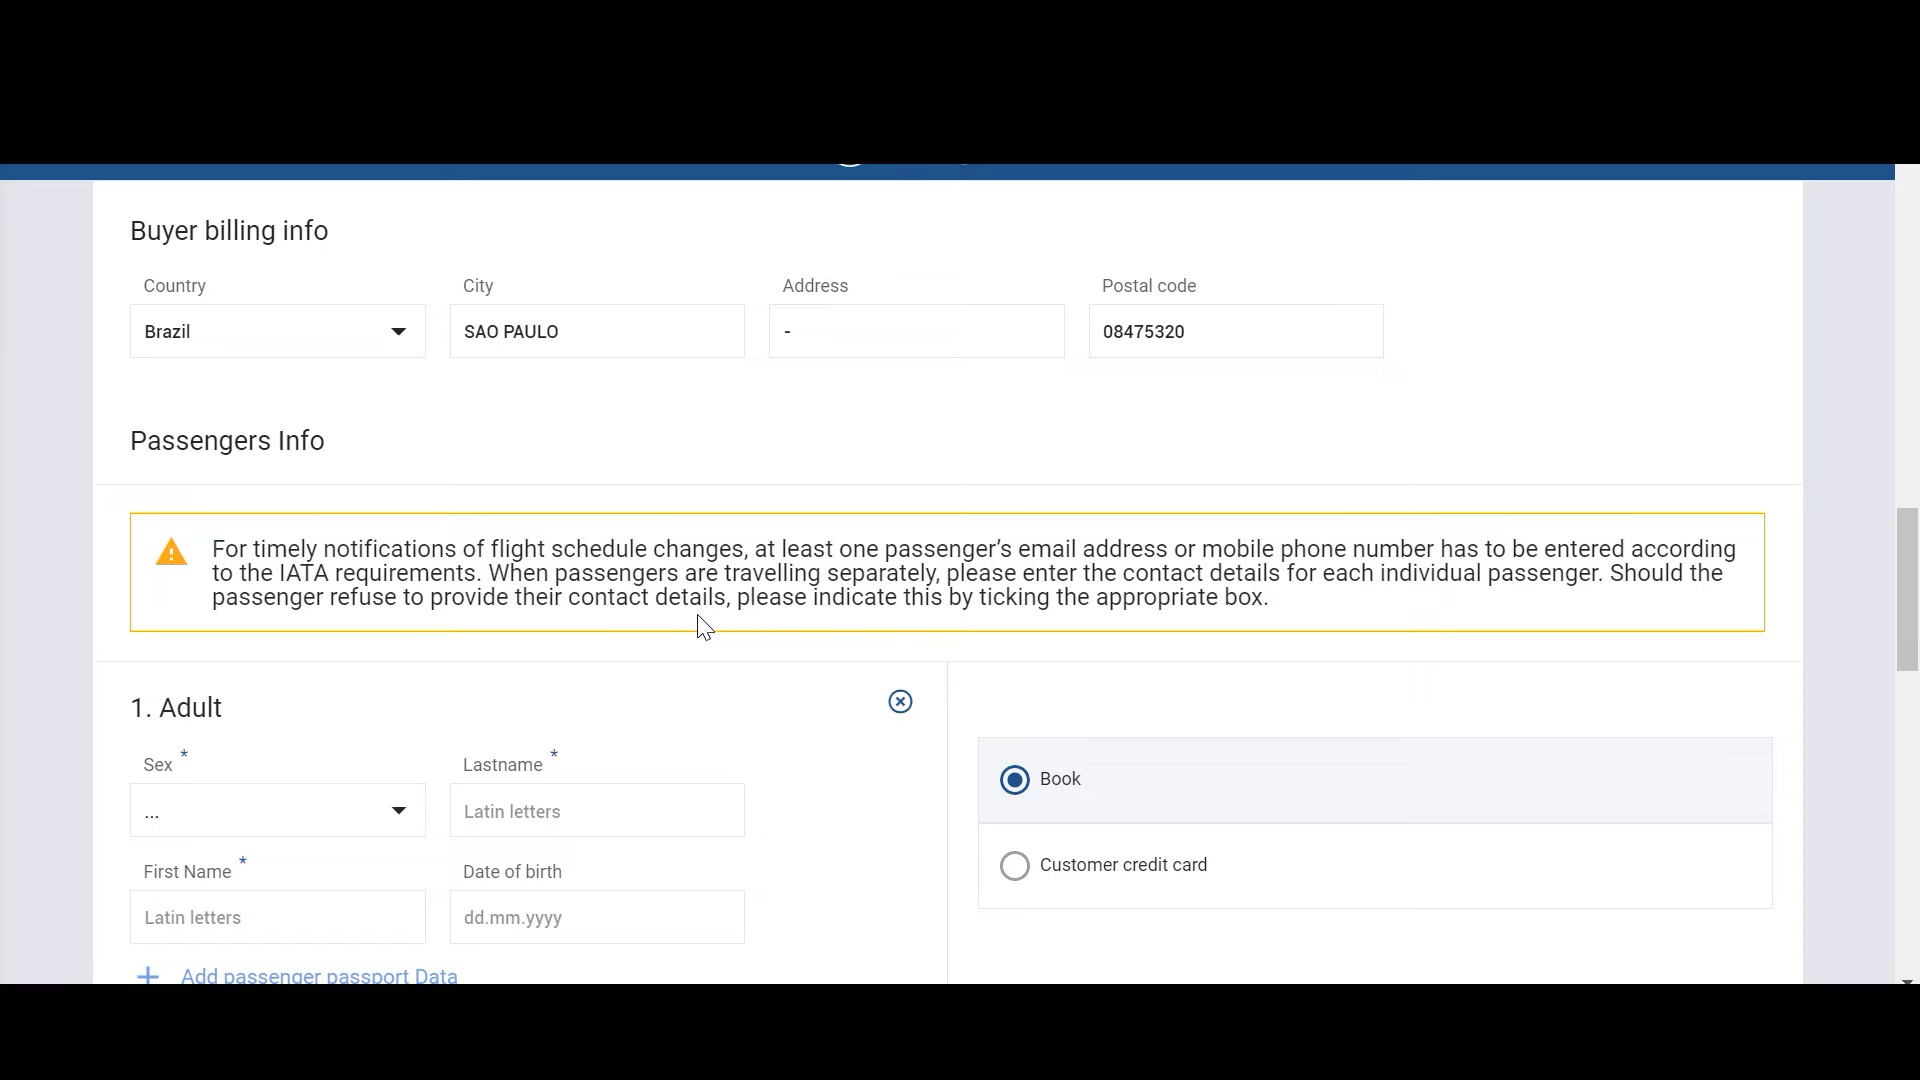 Buyer billing info
Country City Address Postal code
Brazil SAO PAULO - 08475320
Passengers Info
For timely notifications of flight schedule changes, at least one passenger’s email address or mobile phone number has to be entered according
to the IATA requirements. When passengers are travelling separately, please enter the contact details for each individual passenger. Should the
passenger refuse to provide their contact details, please indicate this by ticking the appropriate box.
1. Adult
Sex * Lastname *
... Latin letters
First Name * Date of birth
Latin letters dd.mm.yyyy
+ Add passenger passport Data
Book
Customer credit card